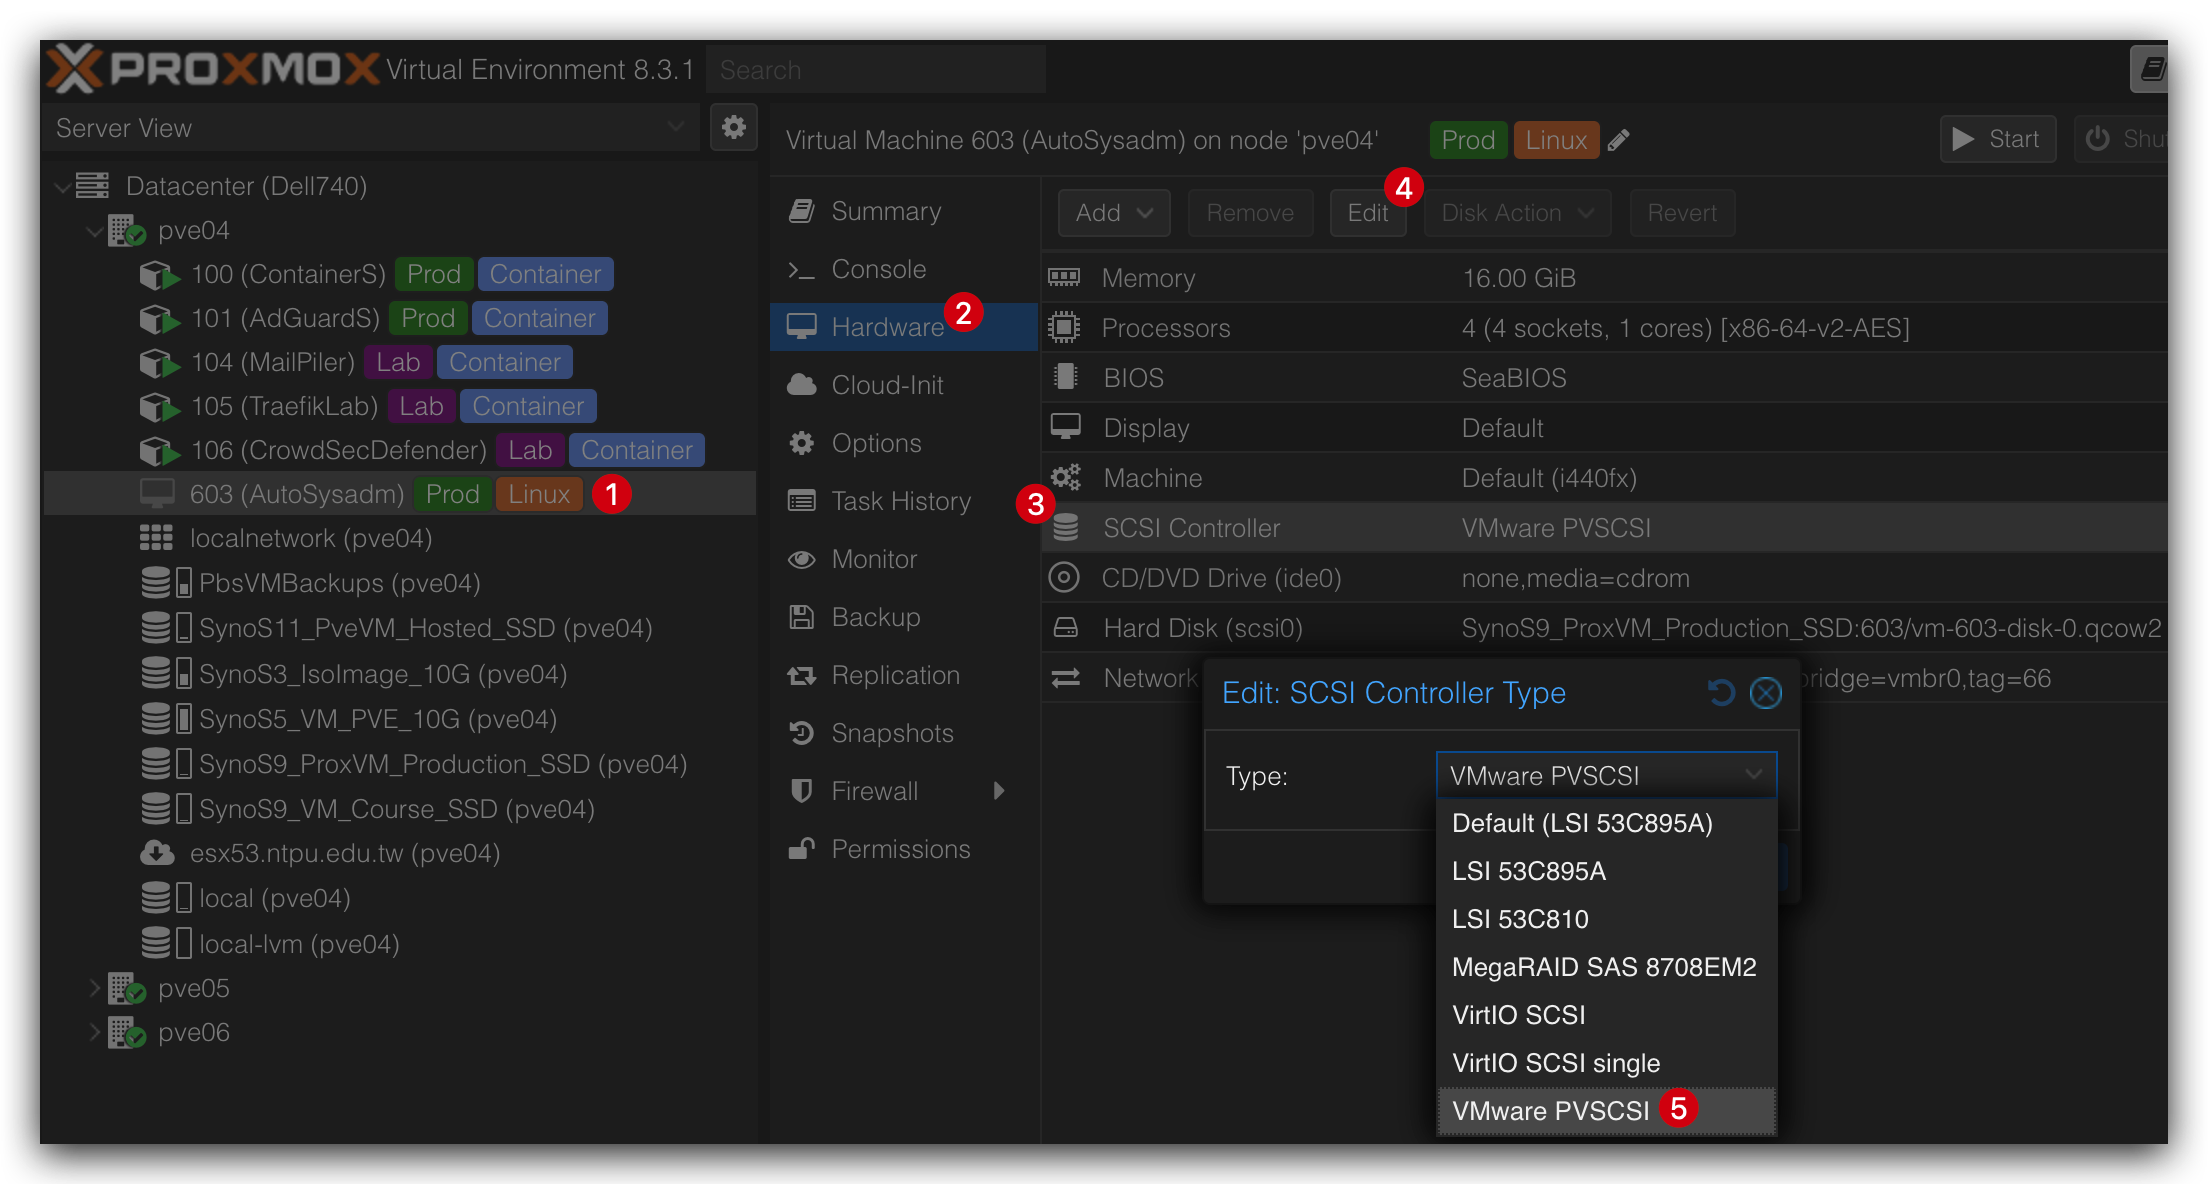 PROXMOX Virtual Environment 8.3.1 Search
Server View
Datacenter (Dell740)
pve04
100 (ContainerS) Prod Container
101 (AdGuardS) Prod Container
104 (MailPiler) Lab Container
105 (TraefikLab) Lab Container
106 (CrowdSecDefender) Lab Container
603 (AutoSysadm) Prod Linux 1
localnetwork (pve04)
PbsVMBackups (pve04)
SynoS11_PveVM_Hosted_SSD (pve04)
SynoS3_IsoImage_10G (pve04)
SynoS5_VM_PVE_10G (pve04)
SynoS9_ProxVM_Production_SSD (pve04)
SynoS9_VM_Course_SSD (pve04)
esx53.ntpu.edu.tw (pve04)
local (pve04)
local-lvm (pve04)
pve05
pve06
Virtual Machine 603 (AutoSysadm) on node 'pve04' Prod Linux Start Shut
Summary
Console
Hardware 2
Cloud-Init
Options
Task History
Monitor
Backup
Replication
Snapshots
Firewall
Permissions
Add Remove Edit 4 Disk Action Revert
Memory 16.00 GiB
Processors 4 (4 sockets, 1 cores) [x86-64-v2-AES]
BIOS SeaBIOS
Display Default
Machine Default (i440fx)
3 SCSI Controller VMware PVSCSI
CD/DVD Drive (ide0) none,media=cdrom
Hard Disk (scsi0) SynoS9_ProxVM_Production_SSD:603/vm-603-disk-0.qcow2
Network bridge=vmbr0,tag=66
Edit: SCSI Controller Type
Type: VMware PVSCSI
Default (LSI 53C895A)
LSI 53C895A
LSI 53C810
MegaRAID SAS 8708EM2
VirtIO SCSI
VirtIO SCSI single
VMware PVSCSI 5